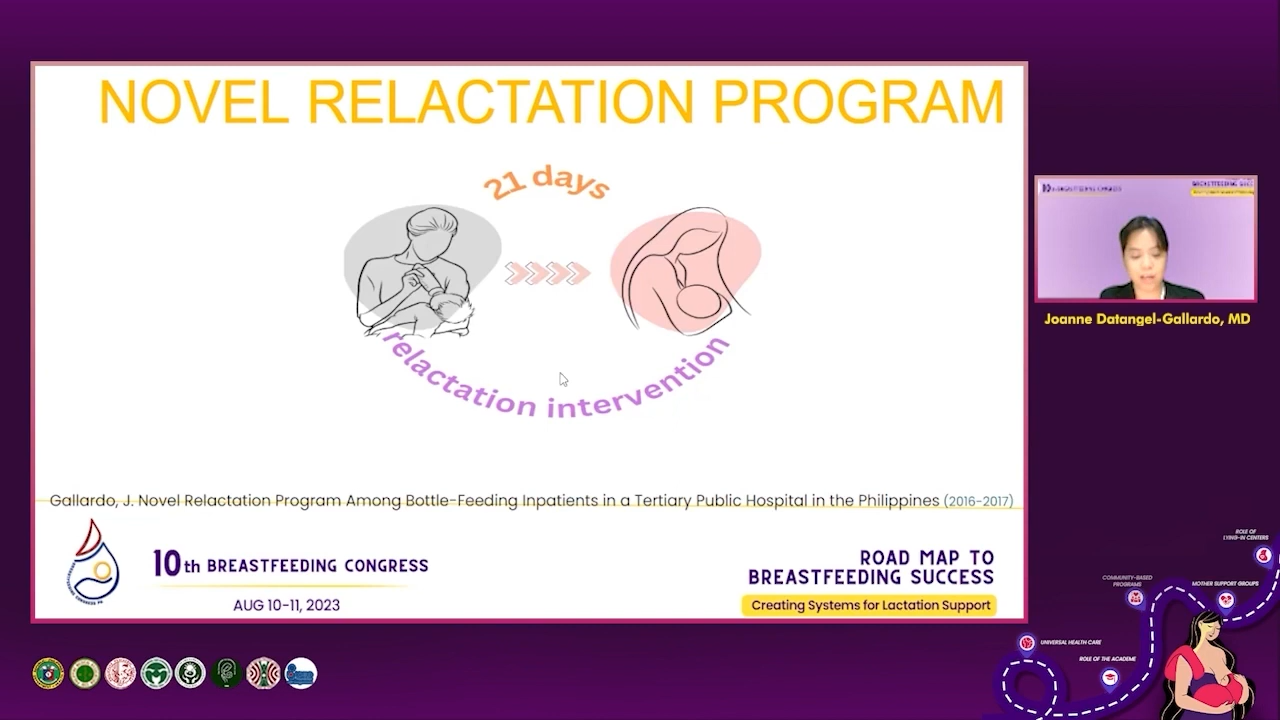 NOVEL RELACTATION PROGRAM
21 days
relactation intervention
Gallardo, J. Novel Relactation Program Among Bottle-Feeding Inpatients in a Tertiary Public Hospital in the Philippines (2016-2017)
10th BREASTFEEDING CONGRESS
AUG 10-11, 2023
ROAD MAP TO
BREASTFEEDING SUCCESS
Creating Systems for Lactation Support
Joanne Datangel-Gallardo, MD
ROLE OF
LYING-IN CENTERS
COMMUNITY-BASED
PROGRAMS
MOTHER SUPPORT GROUPS
UNIVERSAL HEALTH CARE
ROLE OF THE ACADEME